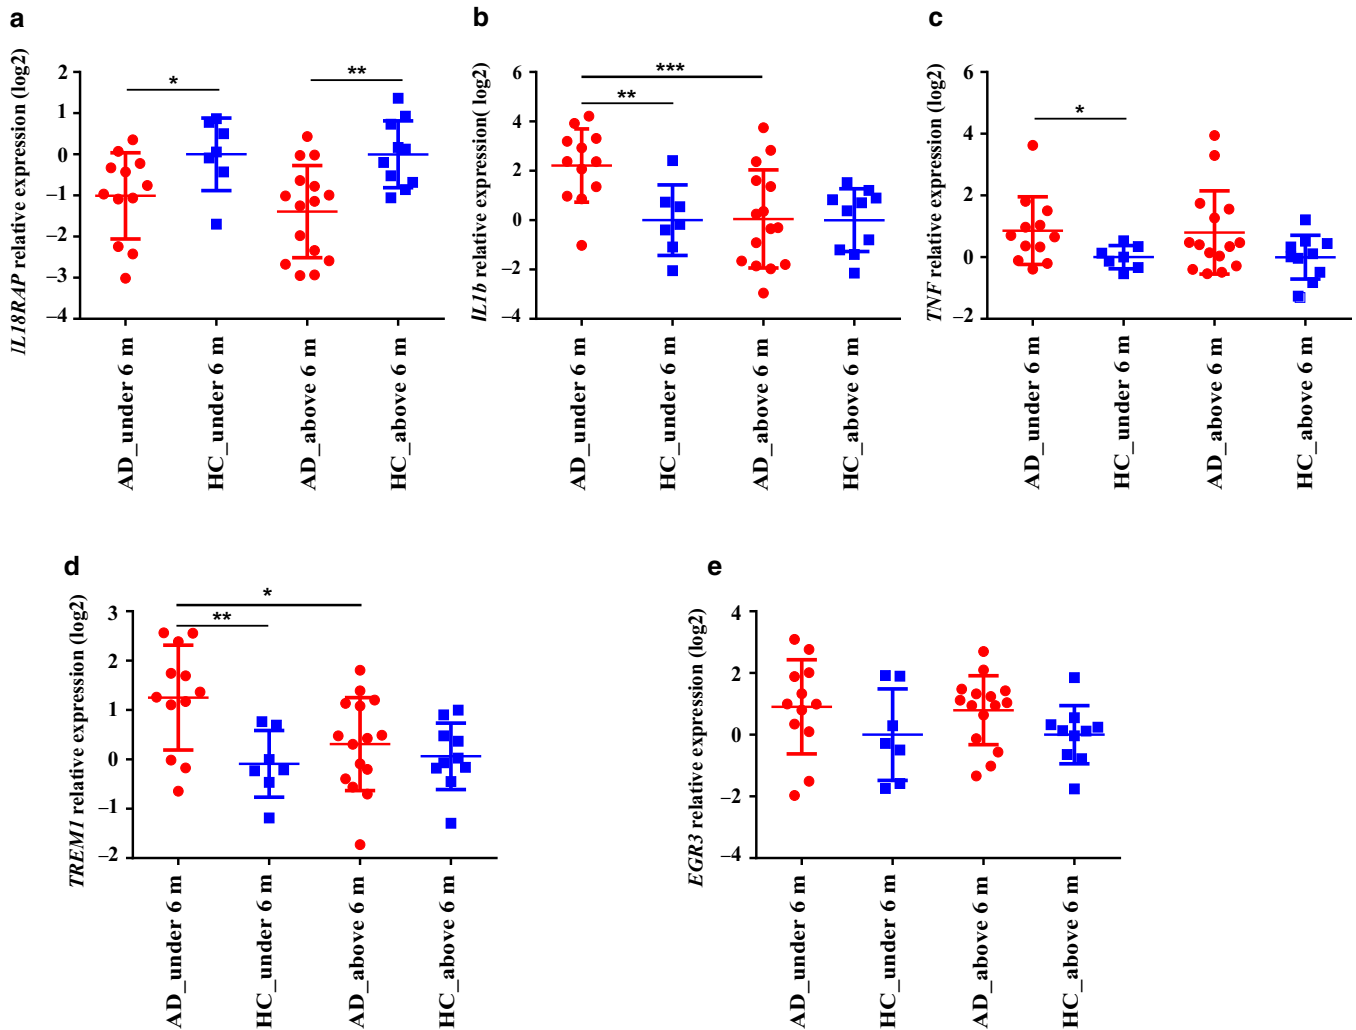 a
IL18RAP relative expression (log2)
2
1
0
–1
–2
–3
–4
*
**
AD_under 6 m
HC_under 6 m
AD_above 6 m
HC_above 6 m
b
IL1b relative expression( log2)
6
4
2
0
–2
–4
***
**
AD_under 6 m
HC_under 6 m
AD_above 6 m
HC_above 6 m
c
TNF relative expression (log2)
6
4
2
0
–2
*
AD_under 6 m
HC_under 6 m
AD_above 6 m
HC_above 6 m
d
TREM1 relative expression (log2)
3
2
1
0
–1
–2
*
**
AD_under 6 m
HC_under 6 m
AD_above 6 m
HC_above 6 m
e
EGR3 relative expression (log2)
4
2
0
–2
–4
AD_under 6 m
HC_under 6 m
AD_above 6 m
HC_above 6 m